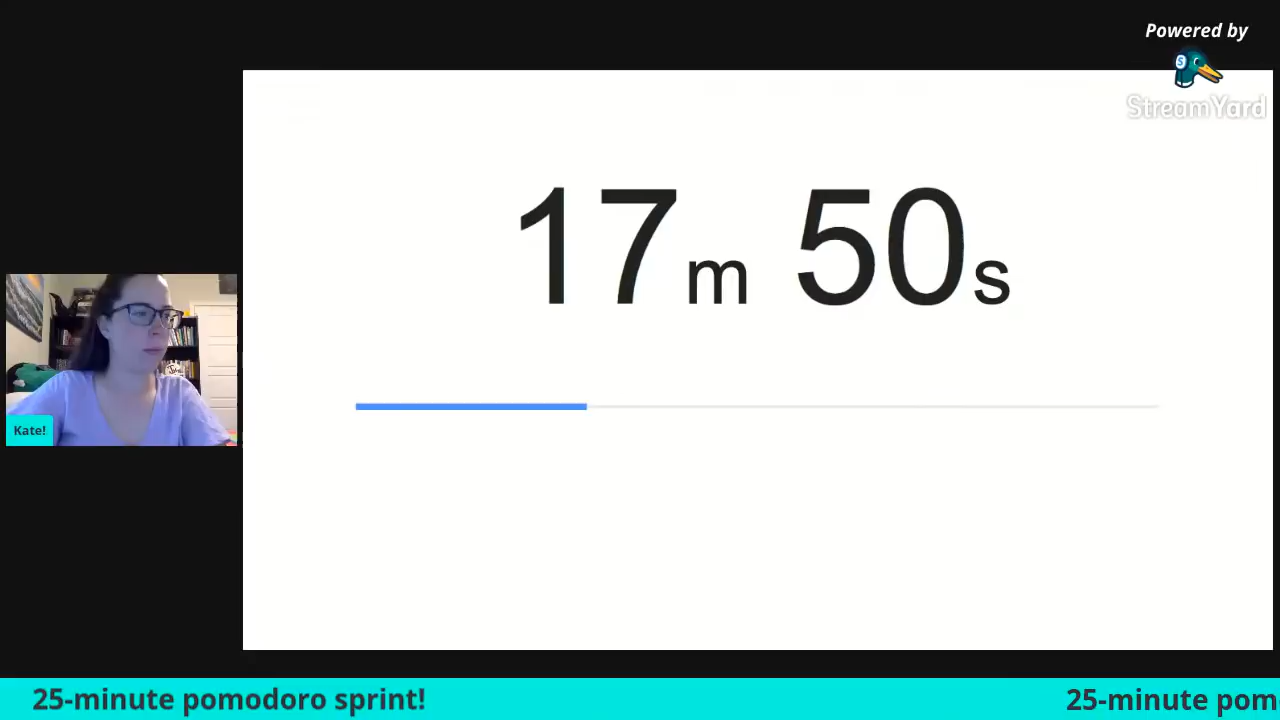 Powered by
StreamYard
17m 50s
Kate!
25-minute pomodoro sprint!
25-minute pom